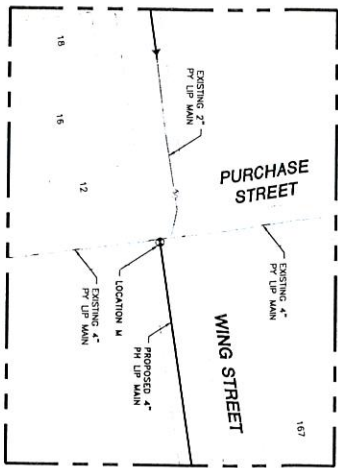 18
16
12
EXISTING 2"
PY LIP MAIN
PURCHASE
STREET
EXISTING 4"
PY LIP MAIN
WING STREET
167
LOCATION M
EXISTING 4"
PY LIP MAIN
PROPOSED 4"
PH LIP MAIN